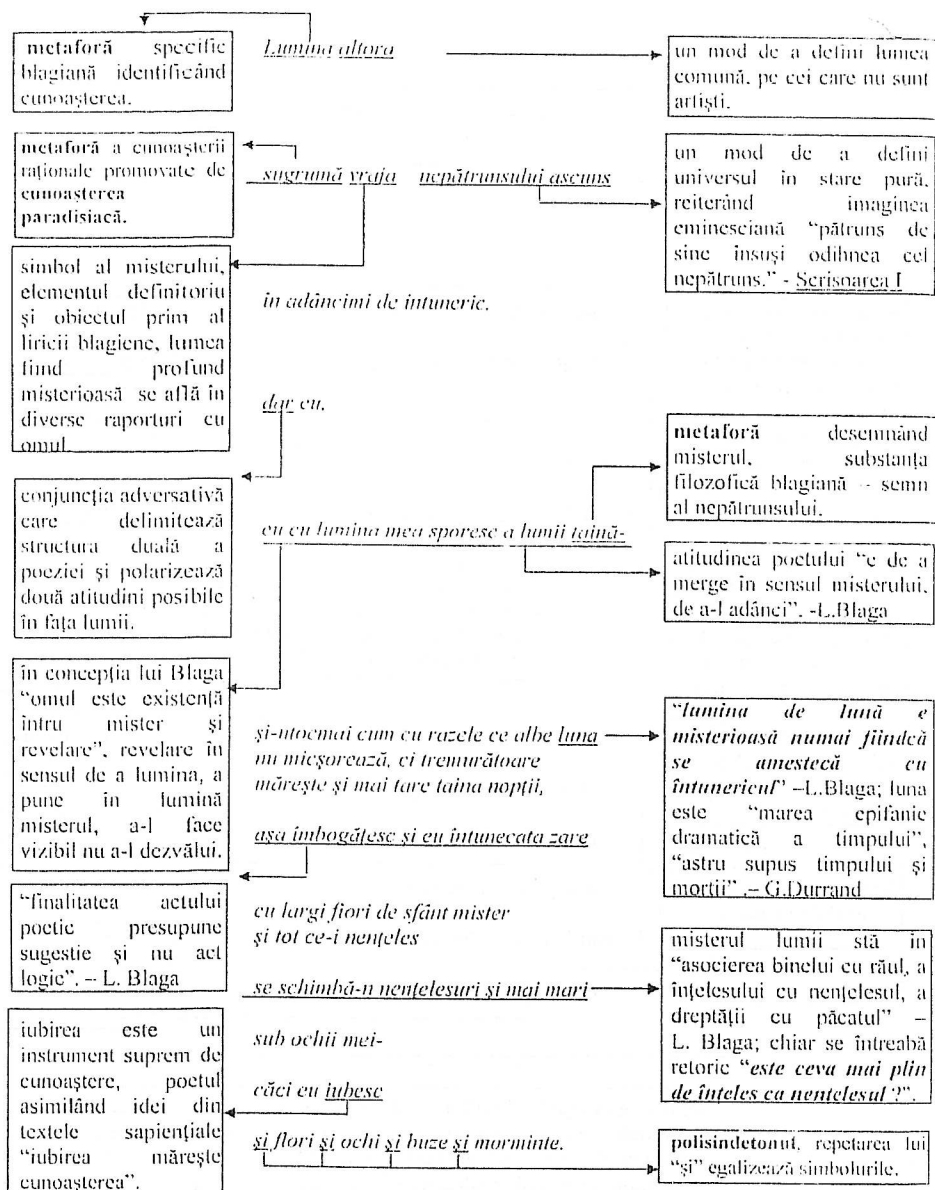 metaforă specific
blagiană identificând
cunoașterea.
Lumina altora
un mod de a defini lumea
comună, pe cei care nu sunt
artiști.
metaforă a cunoașterii
raționale promovate de
cunoașterea
paradisiacă.
sugrumă vraja nepătrunsului ascuns
un mod de a defini
universul în stare pură,
reiterând imaginea
eminesciană “pătruns de
sine însuși odihnea cel
nepătruns.” - Scrisoarea I
simbol al misterului,
elementul definitoriu
și obiectul prim al
liricii blagiene, lumea
fiind profund
misterioasă se află în
diverse raporturi cu
omul.
în adâncimi de întuneric.
dar eu,
metaforă desemnând
misterul, substanța
filozofică blagiană – semn
al nepătrunsului.
conjuncția adversativă
care delimitează
structura duală a
poeziei și polarizează
două atitudini posibile
în fața lumii.
eu cu lumina mea sporesc a lumii taină-
atitudinea poetului “e de a
merge în sensul misterului,
de a-l adânci”. -L.Blaga
în concepția lui Blaga
“omul este existență
întru mister și
revelare”, revelare în
sensul de a lumina, a
pune în lumină
misterul, a-l face
vizibil nu a-l dezvălui.
și-ntocmai cum cu razele ce albe luna
nu micșorează, ci tremurătoare
mărește și mai tare taina nopții,
“lumina de lună e
misterioasă numai fiindcă
se amestecă cu
întunericul” –L.Blaga; luna
este “marea epifanie
dramatică a timpului”,
“astru supus timpului și
morții” .– G.Durrand
așa îmbogățesc și eu întunecata zare
“finalitatea actului
poetic presupune
sugestie și nu act
logic”. – L. Blaga
cu largi fiori de sfânt mister
și tot ce-i nențeles
se schimbă-n nențelesuri și mai mari
misterul lumii stă în
“asocierea binelui cu răul, a
înțelesului cu nențelesul, a
dreptății cu păcatul” –
L. Blaga; chiar se întreabă
retoric “este ceva mai plin
de înțeles ca nențelesul ?”.
iubirea este un
instrument suprem de
cunoaștere, poetul
asimilând idei din
textele sapiențiale
“iubirea mărește
cunoașterea”.
sub ochii mei-
căci eu iubesc
și flori și ochi și buze și morminte.
polisindetonut, repetarea lui
“și” egalizează simbolurile.